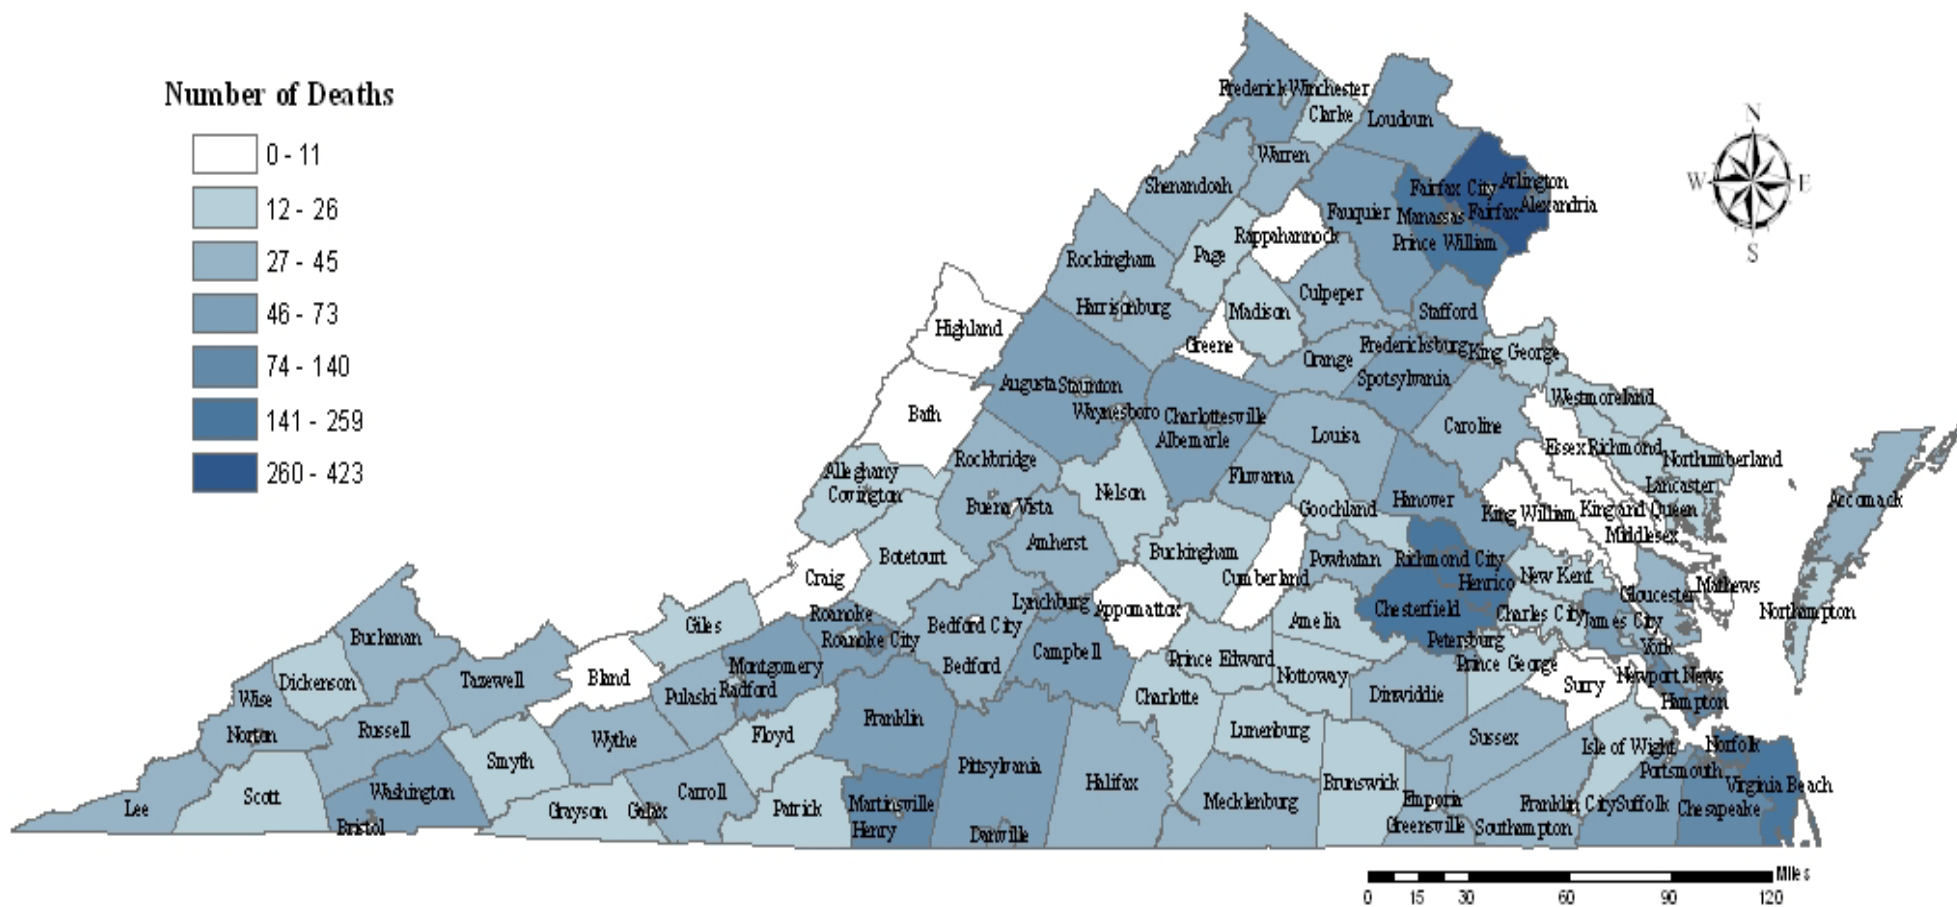 Number of Deaths
0 - 11
12 - 26
27 - 45
46 - 73
74 - 140
141 - 259
260 - 423
N
W
E
S
Frederick
Winchester
Clarke
Loudoun
Warren
Shenandoah
Fairfax City
Arlington
Alexandria
Fairfax
Manassas
Prince William
Fauquier
Rappahannock
Page
Rockingham
Harrisonburg
Madison
Culpeper
Stafford
Highland
Greene
Orange
Fredericksburg
King George
Spotsylvania
Augusta
Staunton
Waynesboro
Charlottesville
Albemarle
Westmoreland
Bath
Louisa
Caroline
Essex
Richmond
Northumberland
Rockbridge
Alleghany
Covington
Fluvanna
Nelson
Lancaster
Hanover
Accomack
Buena Vista
Goochland
King William
King and Queen
Middlesex
Amherst
Buckingham
Botetourt
Powhatan
Richmond City
Henrico
Craig
Cumberland
New Kent
Mathews
Gloucester
Lynchburg
Appomattox
Chesterfield
Northampton
Roanoke
Roanoke City
Bedford City
Amelia
Charles City
James City
Giles
Buchanan
Petersburg
York
Bedford
Campbell
Prince Edward
Prince George
Montgomery
Bland
Tazewell
Dickenson
Nottoway
Surry
Newport News
Wise
Pulaski
Radford
Charlotte
Dinwiddie
Hampton
Franklin
Russell
Norton
Wythe
Floyd
Lunenburg
Sussex
Isle of Wight
Norfolk
Smyth
Pittsylvania
Portsmouth
Halifax
Brunswick
Virginia Beach
Washington
Carroll
Scott
Lee
Grayson
Galax
Patrick
Martinsville
Henry
Mecklenburg
Emporia
Franklin City
Suffolk
Chesapeake
Bristol
Danville
Greensville
Southampton
Miles
0
15
30
60
90
120